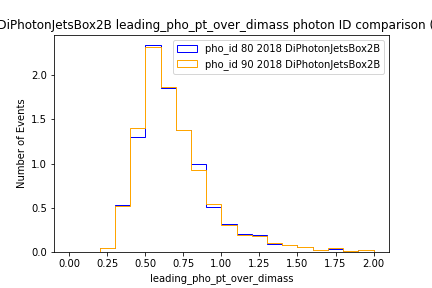 DiPhotonJetsBox2B leading_pho_pt_over_dimass photon ID comparison (
pho_id 80 2018 DiPhotonJetsBox2B
pho_id 90 2018 DiPhotonJetsBox2B
Number of Events
2.0
1.5
1.0
0.5
0.0
0.00 0.25 0.50 0.75 1.00 1.25 1.50 1.75 2.00
leading_pho_pt_over_dimass